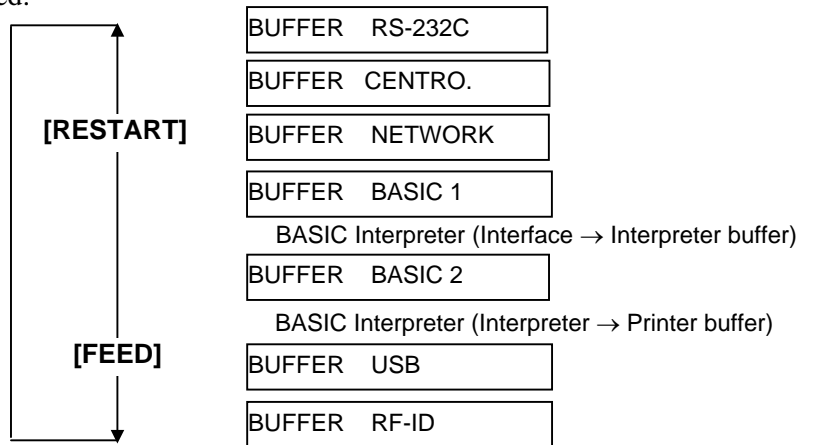 BUFFER RS-232C
BUFFER CENTRO.
[RESTART]
BUFFER NETWORK
BUFFER BASIC 1
BASIC Interpreter (Interface → Interpreter buffer)
BUFFER BASIC 2
BASIC Interpreter (Interpreter → Printer buffer)
[FEED]
BUFFER USB
BUFFER RF-ID